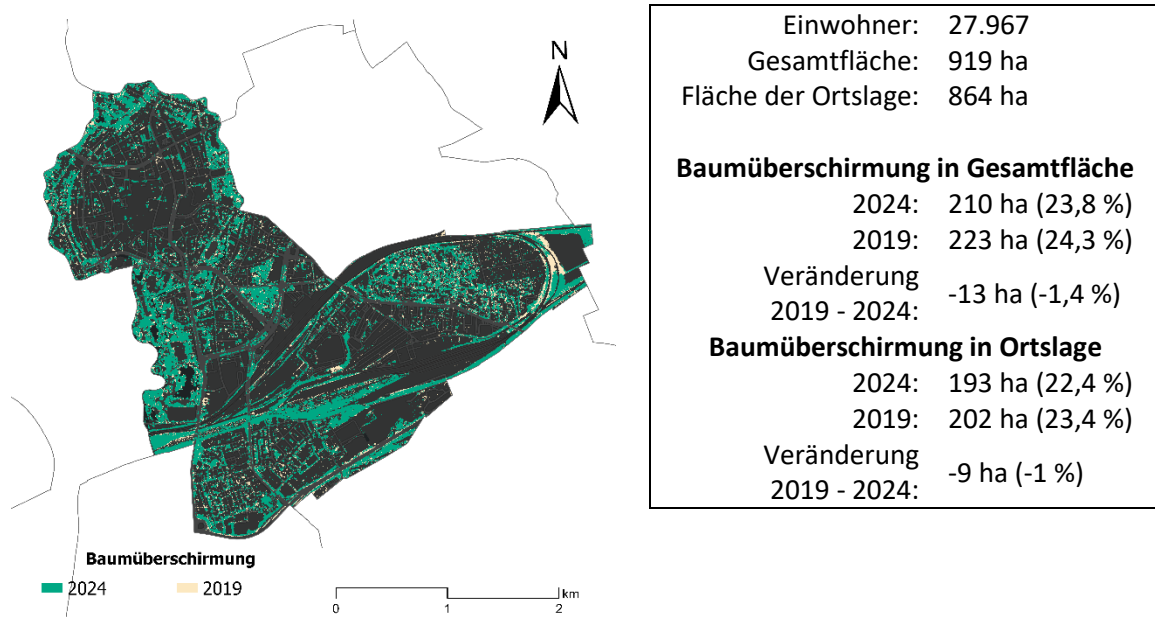 N
Baumüberschirmung
2024
2019
km
0
1
2
Einwohner: 27.967
Gesamtfläche: 919 ha
Fläche der Ortslage: 864 ha
Baumüberschirmung in Gesamtfläche
2024: 210 ha (23,8 %)
2019: 223 ha (24,3 %)
Veränderung
2019 - 2024: -13 ha (-1,4 %)
Baumüberschirmung in Ortslage
2024: 193 ha (22,4 %)
2019: 202 ha (23,4 %)
Veränderung
2019 - 2024: -9 ha (-1 %)